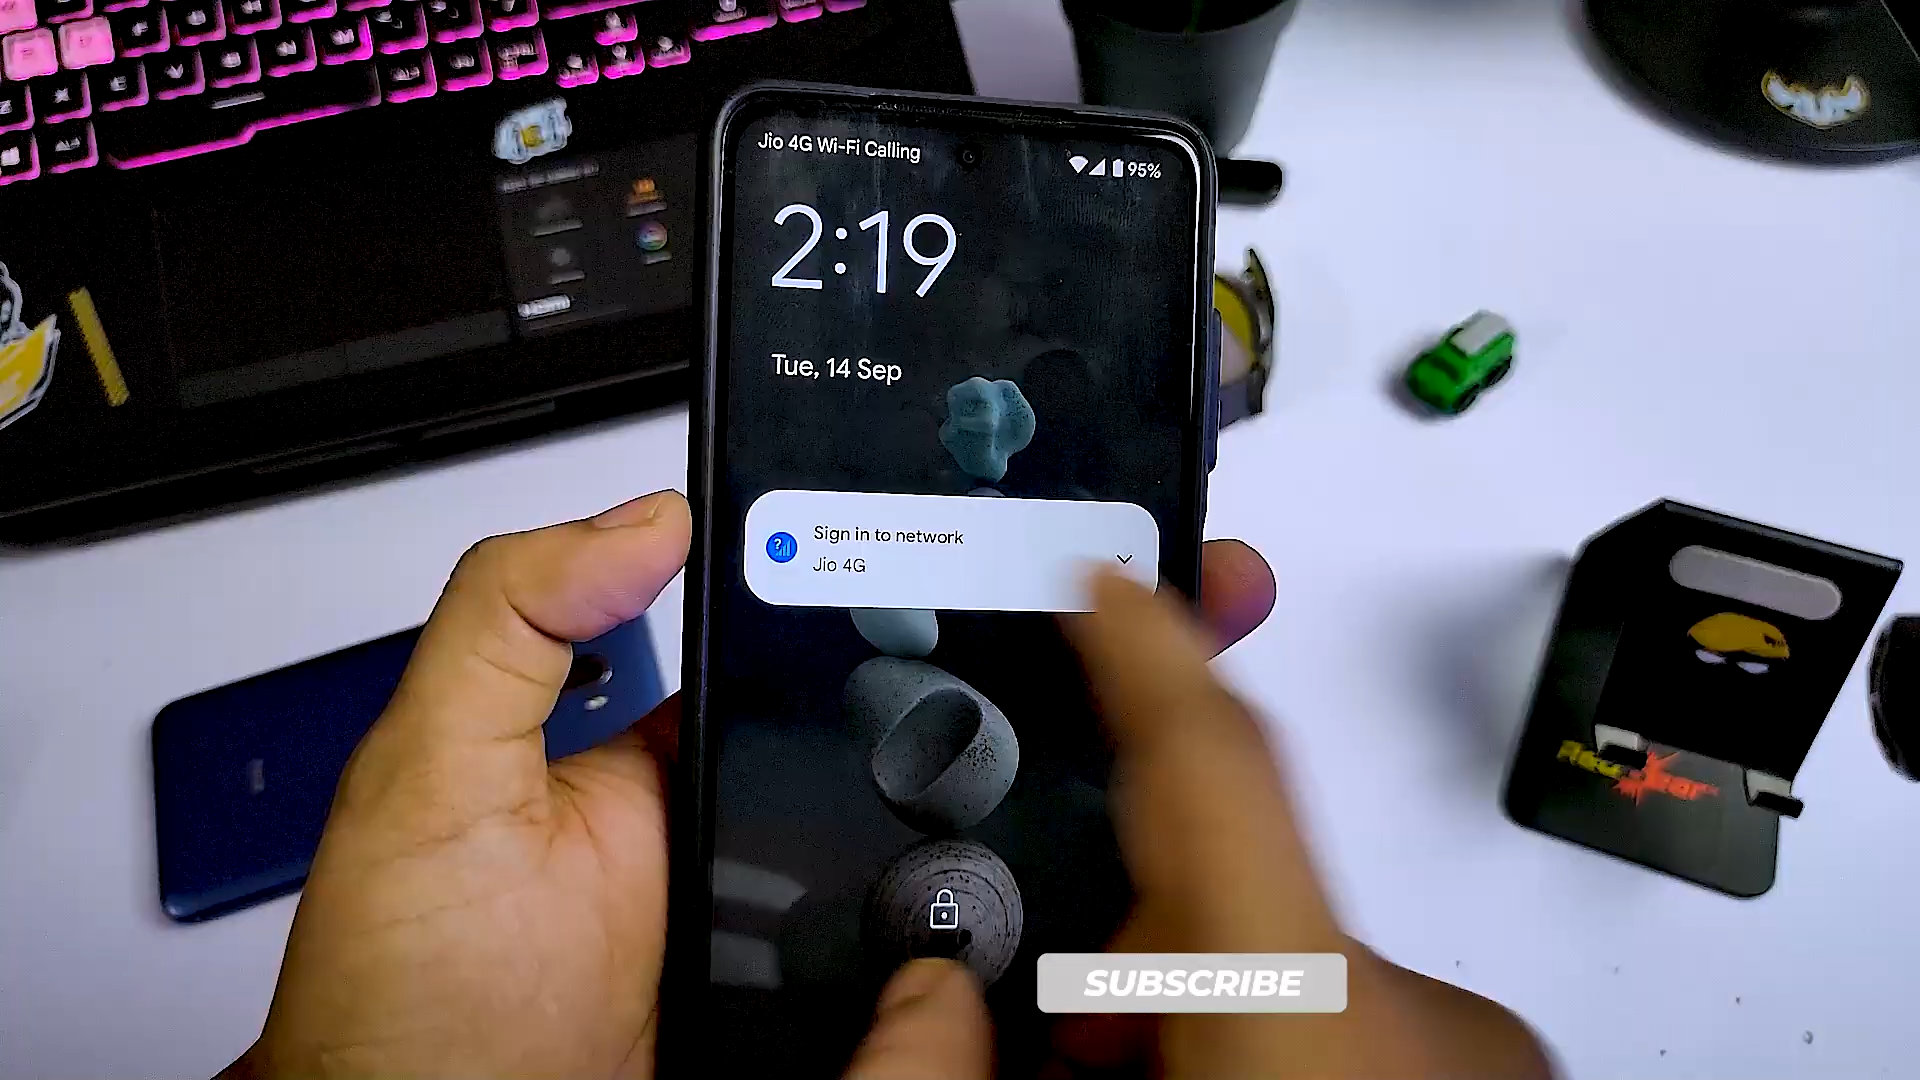 Jio 4G Wi-Fi Calling
95%
2:19
Tue, 14 Sep
Sign in to network
Jio 4G
SUBSCRIBE